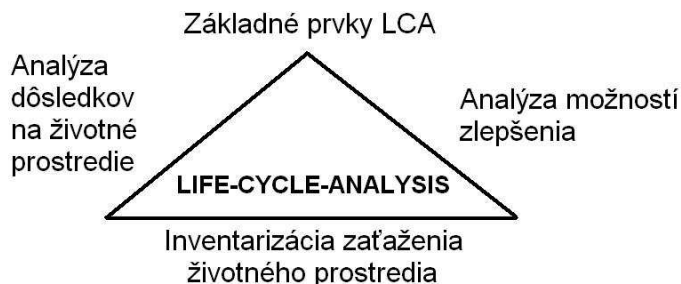 Základné prvky LCA
Analýza
dôsledkov
na životné
prostredie
Analýza možností
zlepšenia
LIFE-CYCLE-ANALYSIS
Inventarizácia zaťaženia
životného prostredia